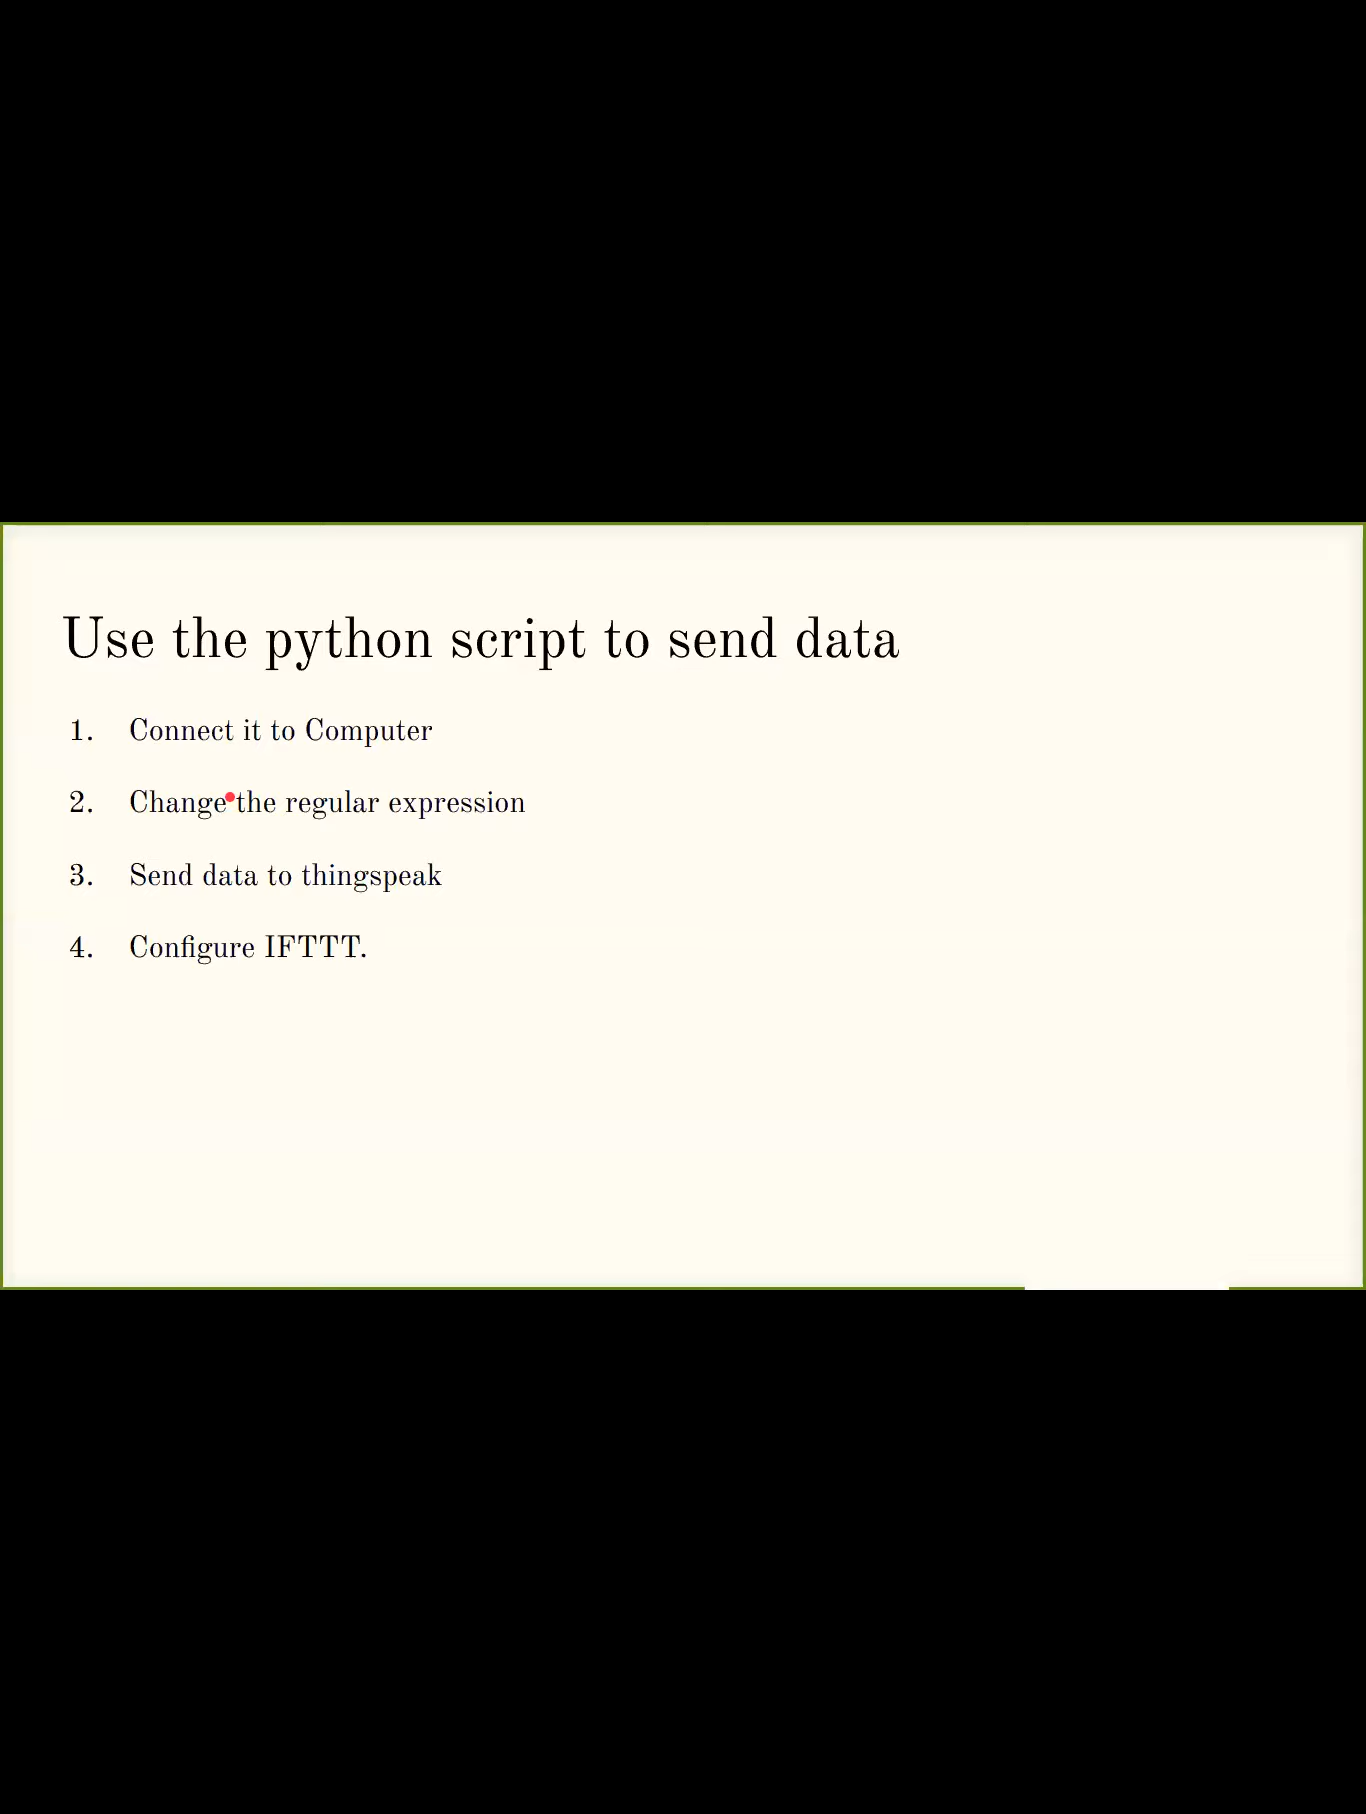 Use the python script to send data
1. Connect it to Computer
2. Change the regular expression
3. Send data to thingspeak
4. Configure IFTTT.